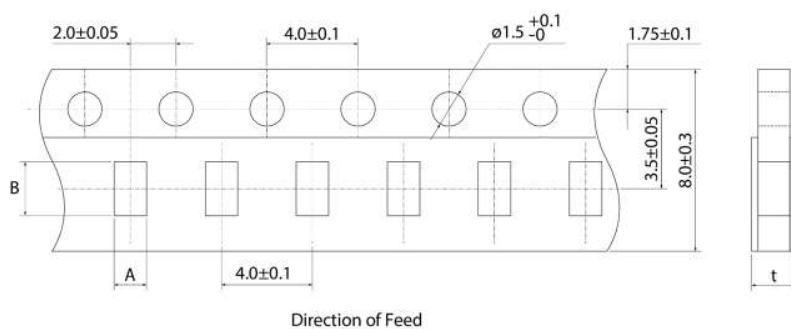 2.0±0.05
4.0±0.1
ø1.5 +0.1
-0
1.75±0.1
3.5±0.05
8.0±0.3
B
A
4.0±0.1
t
Direction of Feed